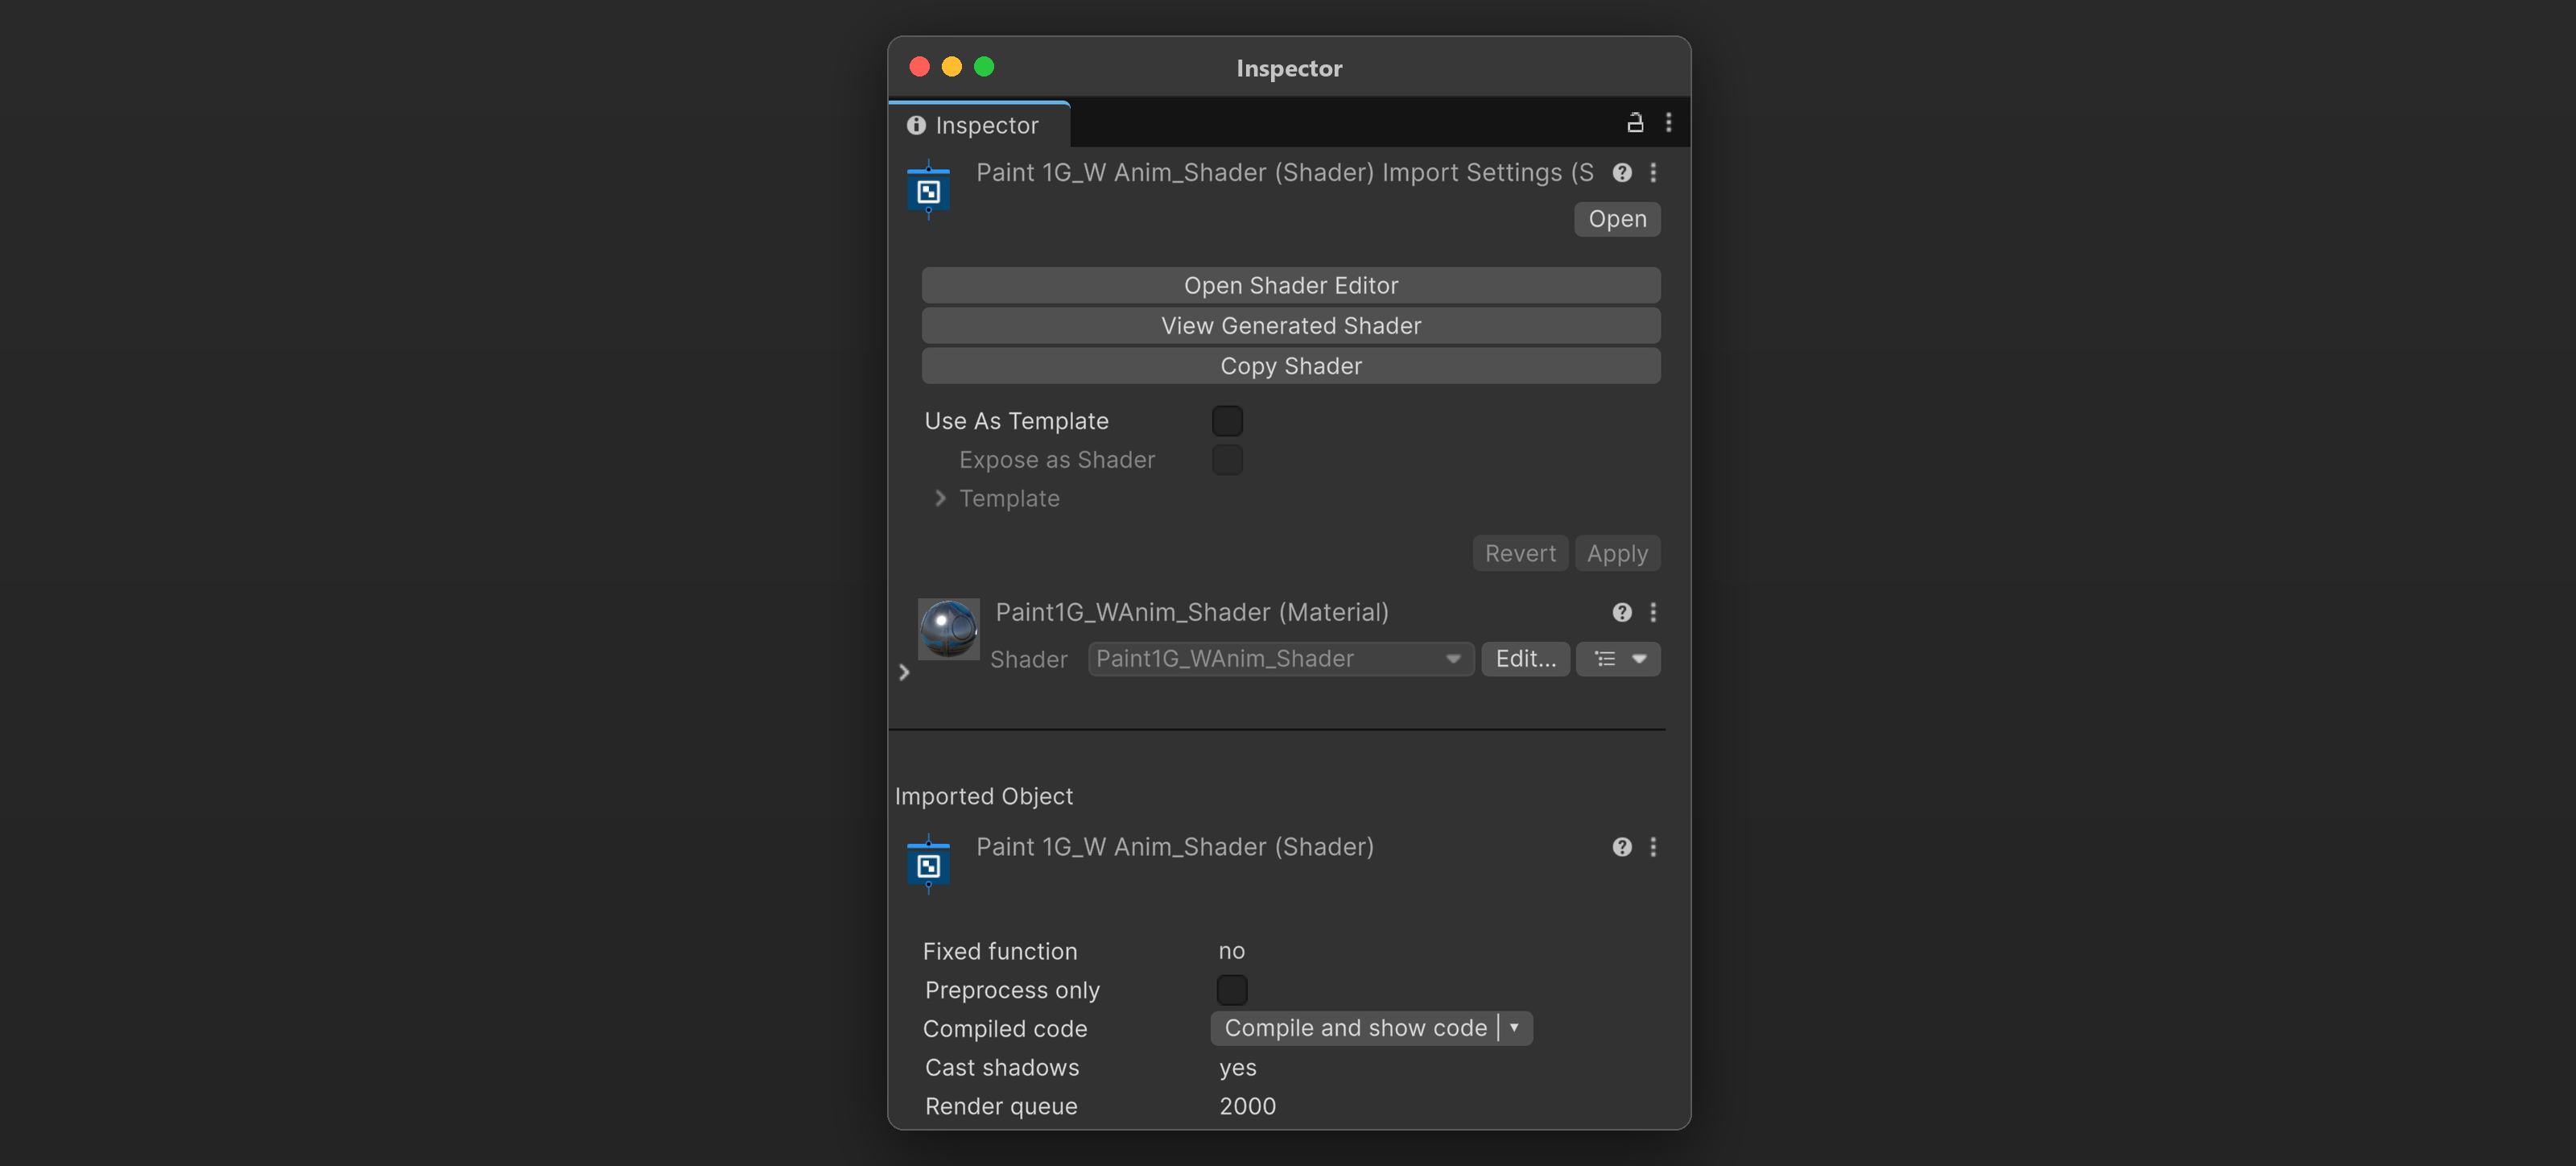 Inspector
Inspector
Paint 1G_W Anim_Shader (Shader) Import Settings (S
Open
Open Shader Editor
View Generated Shader
Copy Shader
Use As Template
Expose as Shader
Template
Revert Apply
Paint1G_WAnim_Shader (Material)
Shader Paint1G_WAnim_Shader Edit...
Imported Object
Paint 1G_W Anim_Shader (Shader)
Fixed function no
Preprocess only
Compiled code Compile and show code
Cast shadows yes
Render queue 2000